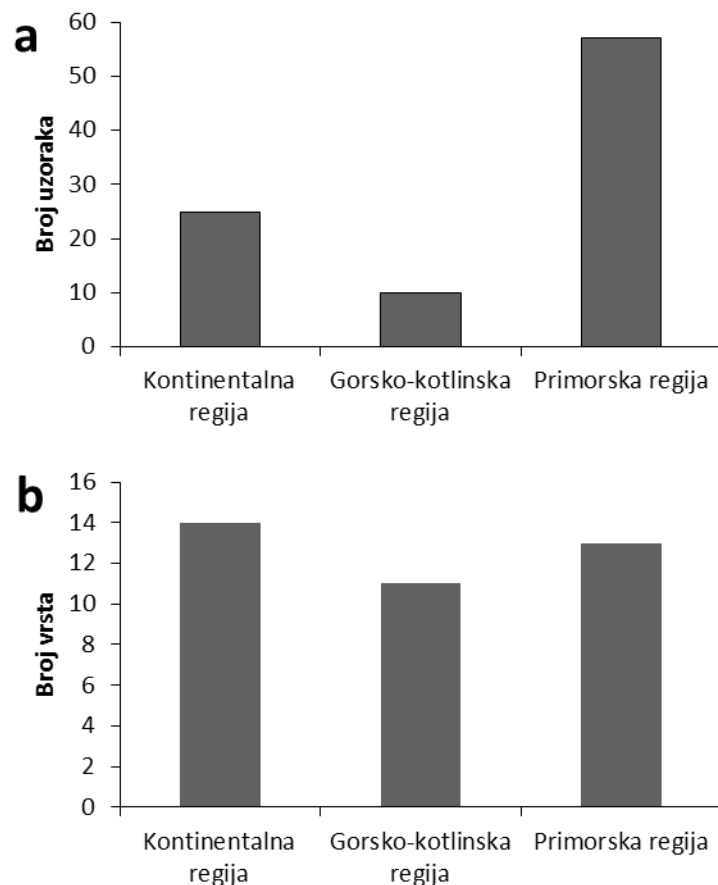 a
Broj uzoraka
60
50
40
30
20
10
0
Kontinentalna regija
Gorsko-kotlinska regija
Primorska regija
b
Broj vrsta
16
14
12
10
8
6
4
2
0
Kontinentalna regija
Gorsko-kotlinska regija
Primorska regija